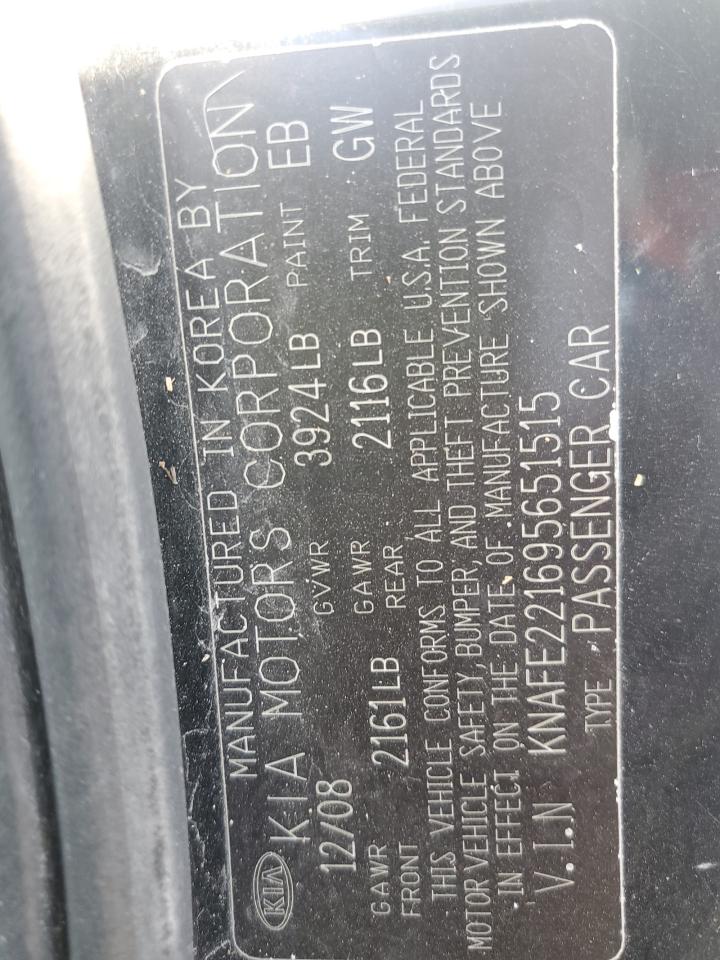 MANUFACTURED IN KOREA BY
KIA KIA MOTORS CORPORATION
12/08 GVWR 3924LB PAINT EB
GAWR FRONT 2161LB GAWR REAR 2116LB TRIM GW
THIS VEHICLE CONFORMS TO ALL APPLICABLE U.S.A. FEDERAL
MOTOR VEHICLE SAFETY, BUMPER, AND THEFT PREVENTION STANDARDS
IN EFFECT ON THE DATE OF MANUFACTURE SHOWN ABOVE
V.I.N KNAFE221695651515
TYPE PASSENGER CAR